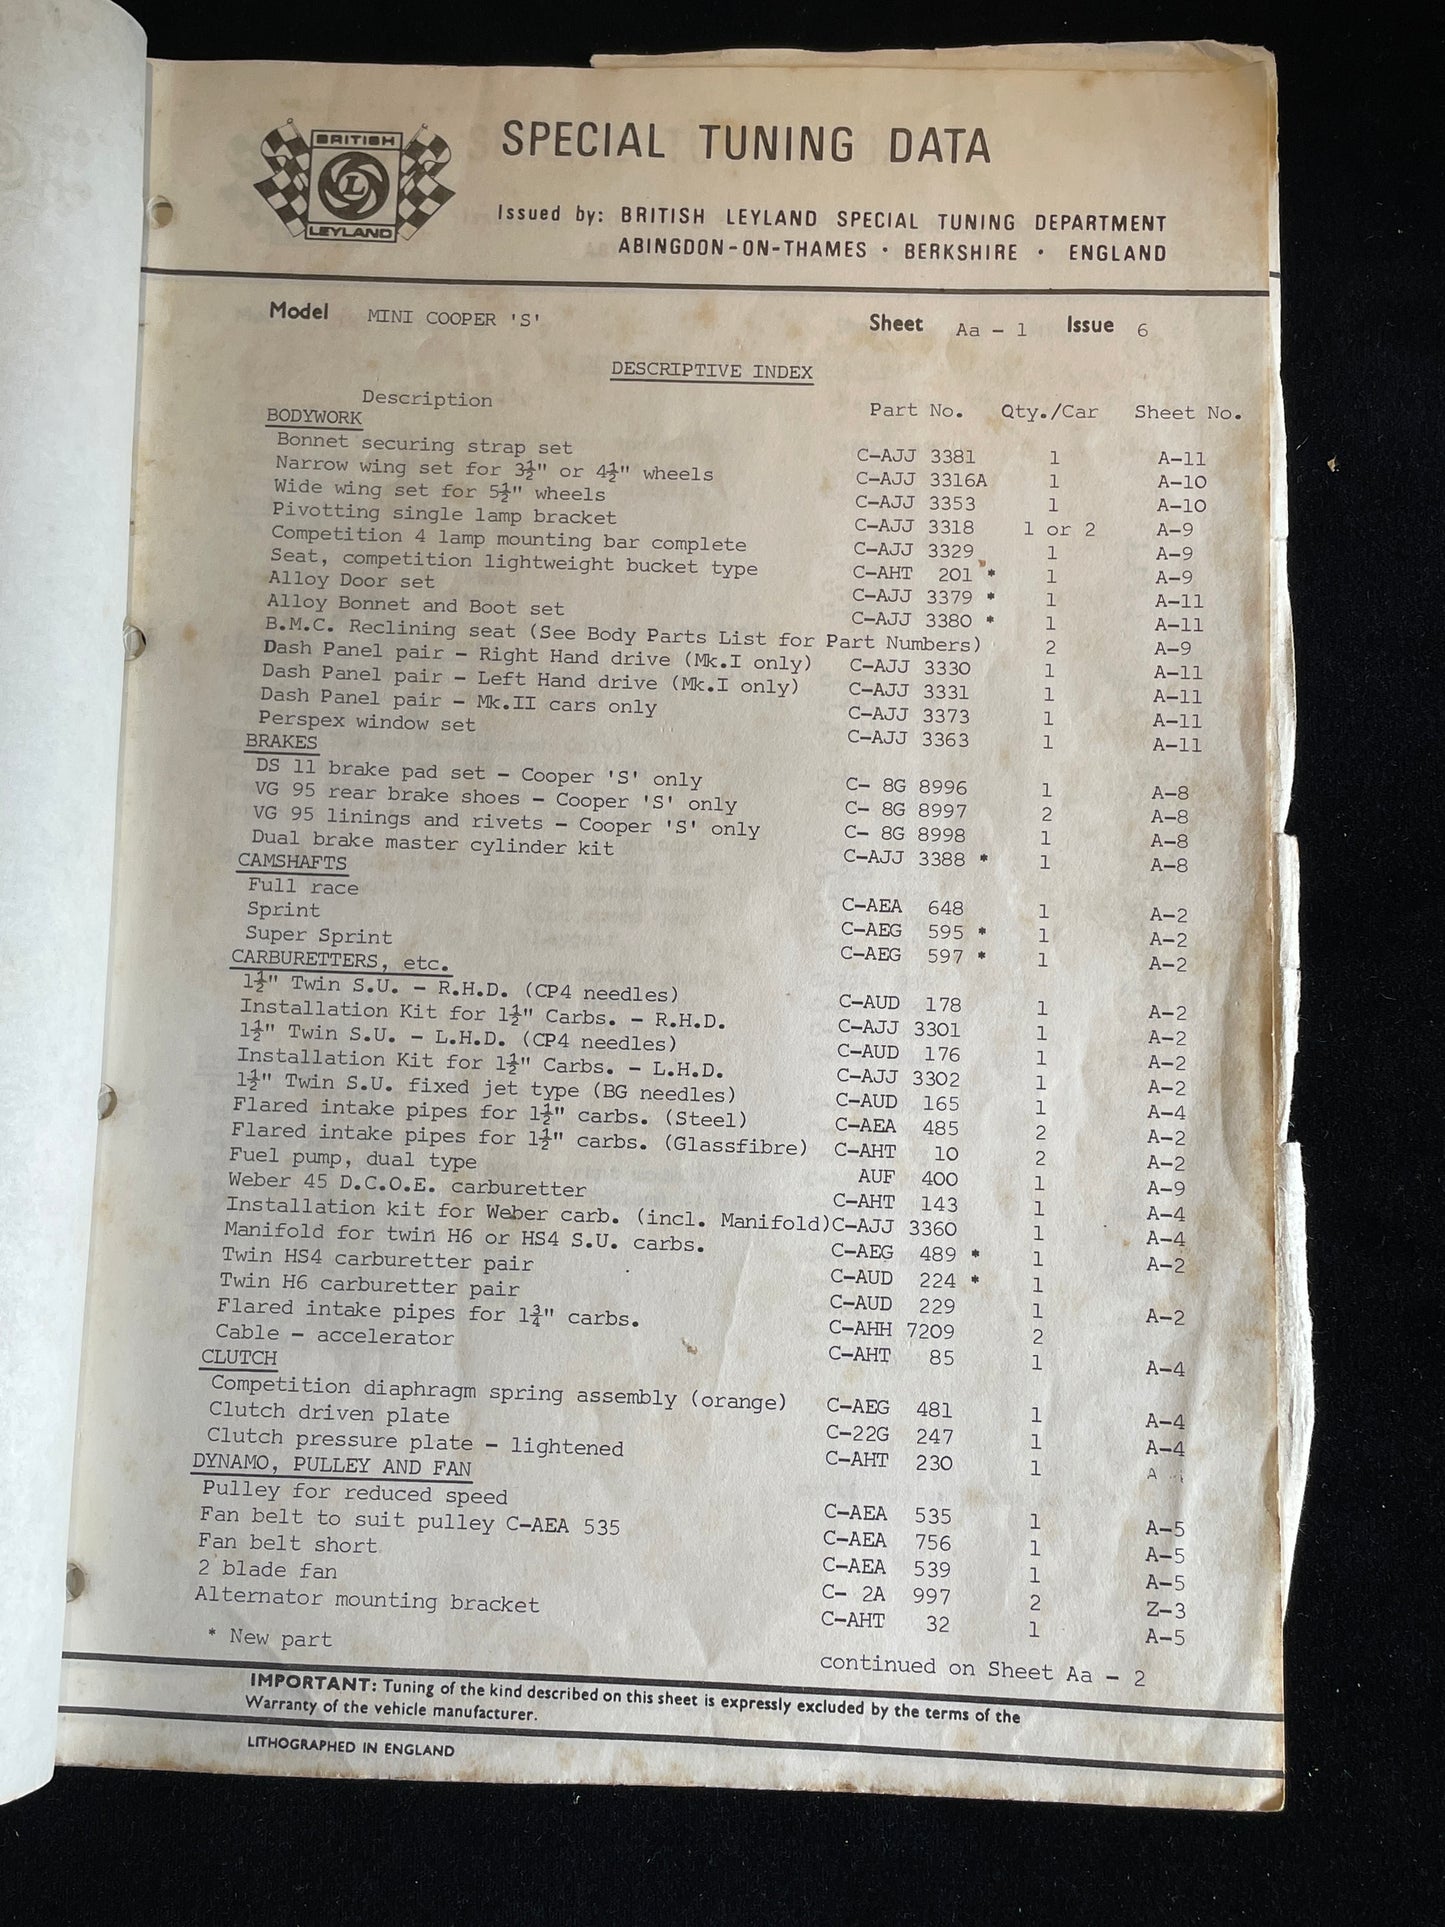 BRITISH
L
LEYLAND
SPECIAL TUNING DATA
Issued by: BRITISH LEYLAND SPECIAL TUNING DEPARTMENT
ABINGDON-ON-THAMES · BERKSHIRE · ENGLAND
Model MINI COOPER 'S' Sheet Aa - 1 Issue 6
DESCRIPTIVE INDEX
Description Part No. Qty./Car Sheet No.
BODYWORK
Bonnet securing strap set C-AJJ 3381 1 A-11
Narrow wing set for 3½" or 4½" wheels C-AJJ 3316A 1 A-10
Wide wing set for 5½" wheels C-AJJ 3353 1 A-10
Pivotting single lamp bracket C-AJJ 3318 1 or 2 A-9
Competition 4 lamp mounting bar complete C-AJJ 3329 1 A-9
Seat, competition lightweight bucket type C-AHT 201 * 1 A-9
Alloy Door set C-AJJ 3379 * 1 A-11
Alloy Bonnet and Boot set C-AJJ 3380 * 1 A-11
B.M.C. Reclining seat (See Body Parts List for Part Numbers) 2 A-9
Dash Panel pair - Right Hand drive (Mk.I only) C-AJJ 3330 1 A-11
Dash Panel pair - Left Hand drive (Mk.I only) C-AJJ 3331 1 A-11
Dash Panel pair - Mk.II cars only C-AJJ 3373 1 A-11
Perspex window set C-AJJ 3363 1 A-11
BRAKES
DS 11 brake pad set - Cooper 'S' only C- 8G 8996 1 A-8
VG 95 rear brake shoes - Cooper 'S' only C- 8G 8997 2 A-8
VG 95 linings and rivets - Cooper 'S' only C- 8G 8998 1 A-8
Dual brake master cylinder kit C-AJJ 3388 * 1 A-8
CAMSHAFTS
Full race C-AEA 648 1 A-2
Sprint C-AEG 595 * 1 A-2
Super Sprint C-AEG 597 * 1 A-2
CARBURETTERS, etc.
1½" Twin S.U. - R.H.D. (CP4 needles) C-AUD 178 1 A-2
Installation Kit for 1½" Carbs. - R.H.D. C-AJJ 3301 1 A-2
1½" Twin S.U. - L.H.D. (CP4 needles) C-AUD 176 1 A-2
Installation Kit for 1½" Carbs. - L.H.D. C-AJJ 3302 1 A-2
1½" Twin S.U. fixed jet type (BG needles) C-AUD 165 1 A-4
Flared intake pipes for 1½" carbs. (Steel) C-AEA 485 2 A-2
Flared intake pipes for 1½" carbs. (Glassfibre) C-AHT 10 2 A-2
Fuel pump, dual type AUF 400 1 A-9
Weber 45 D.C.O.E. carburetter C-AHT 143 1 A-4
Installation kit for Weber carb. (incl. Manifold) C-AJJ 3360 1 A-4
Manifold for twin H6 or HS4 S.U. carbs. C-AEG 489 * 1 A-2
Twin HS4 carburetter pair C-AUD 224 * 1
Twin H6 carburetter pair C-AUD 229 1 A-2
Flared intake pipes for 1¾" carbs. C-AHH 7209 2
Cable - accelerator C-AHT 85 1 A-4
CLUTCH
Competition diaphragm spring assembly (orange) C-AEG 481 1 A-4
Clutch driven plate C-22G 247 1 A-4
Clutch pressure plate - lightened C-AHT 230 1
DYNAMO, PULLEY AND FAN
Pulley for reduced speed C-AEA 535 1 A-5
Fan belt to suit pulley C-AEA 535 C-AEA 756 1 A-5
Fan belt short C-AEA 539 1 A-5
2 blade fan C- 2A 997 2 Z-3
Alternator mounting bracket C-AHT 32 1 A-5
* New part
continued on Sheet Aa - 2
IMPORTANT: Tuning of the kind described on this sheet is expressly excluded by the terms of the
Warranty of the vehicle manufacturer.
LITHOGRAPHED IN ENGLAND